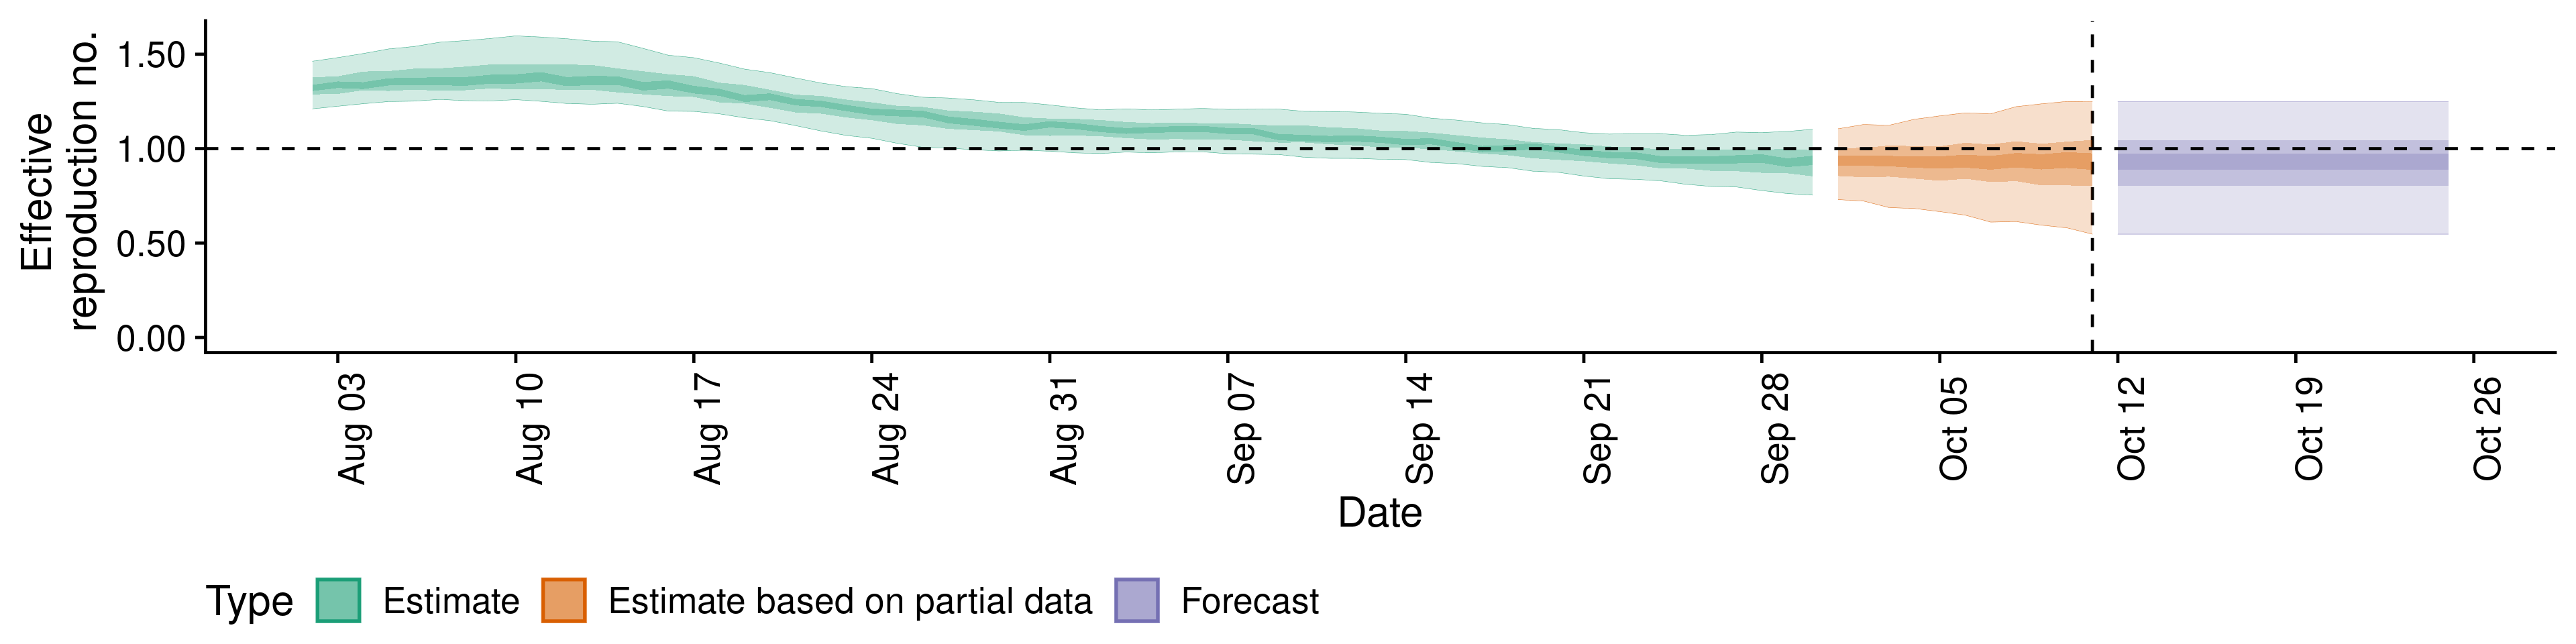 Effective
reproduction no.
1.50
1.00
0.50
0.00
Aug 03
Aug 10
Aug 17
Aug 24
Aug 31
Sep 07
Sep 14
Sep 21
Sep 28
Oct 05
Oct 12
Oct 19
Oct 26
Date
Type Estimate Estimate based on partial data Forecast